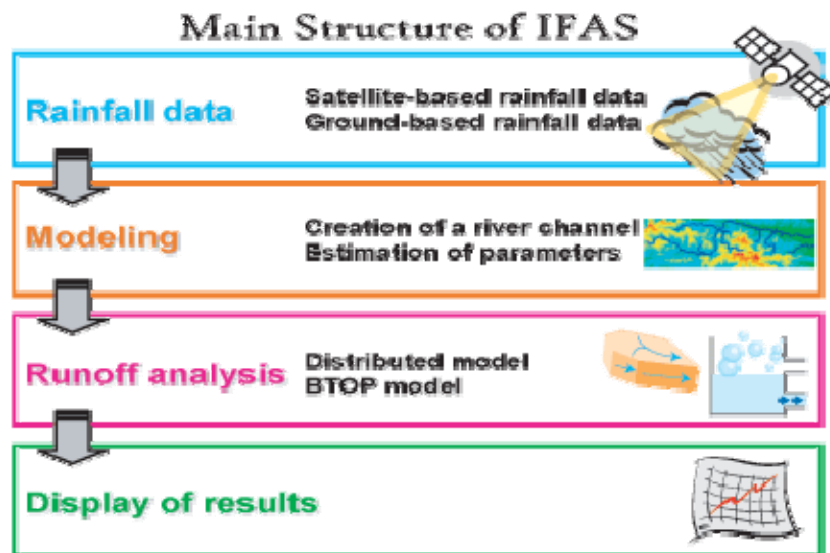 Main Structure of IFAS
Rainfall data
Satellite-based rainfall data
Ground-based rainfall data
Modeling
Creation of a river channel
Estimation of parameters
Runoff analysis
Distributed model
BTOP model
Display of results